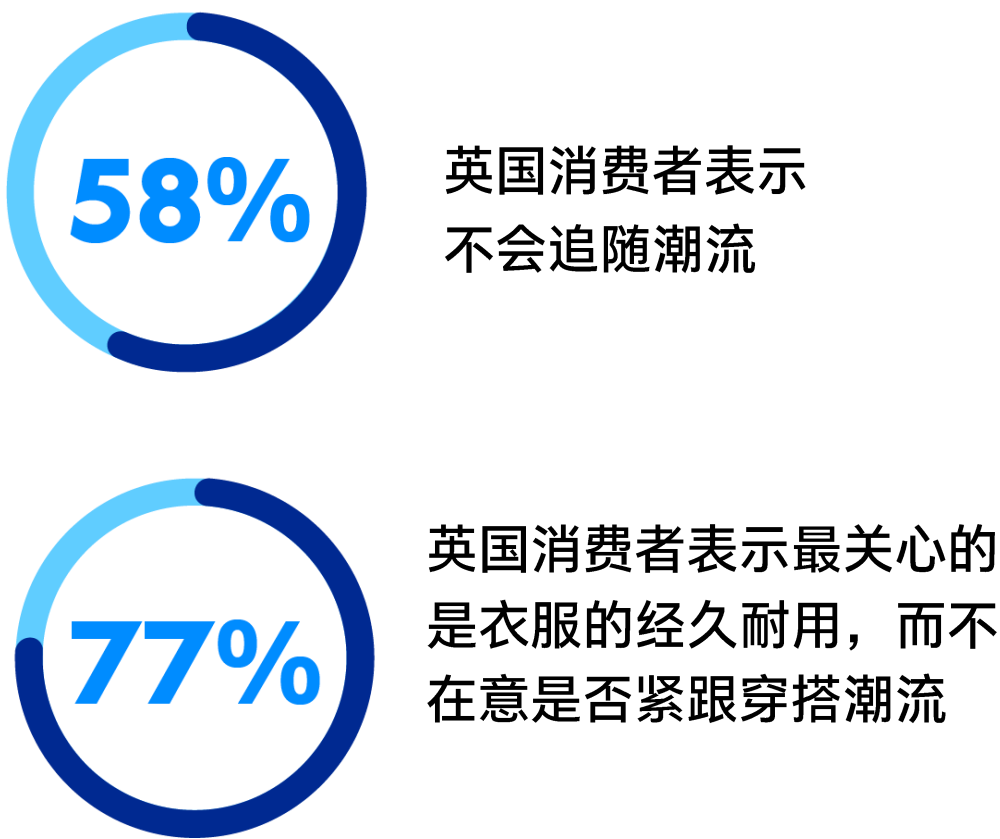 58%
英国消费者表示
不会追随潮流
77%
英国消费者表示最关心的
是衣服的经久耐用，而不
在意是否紧跟穿搭潮流